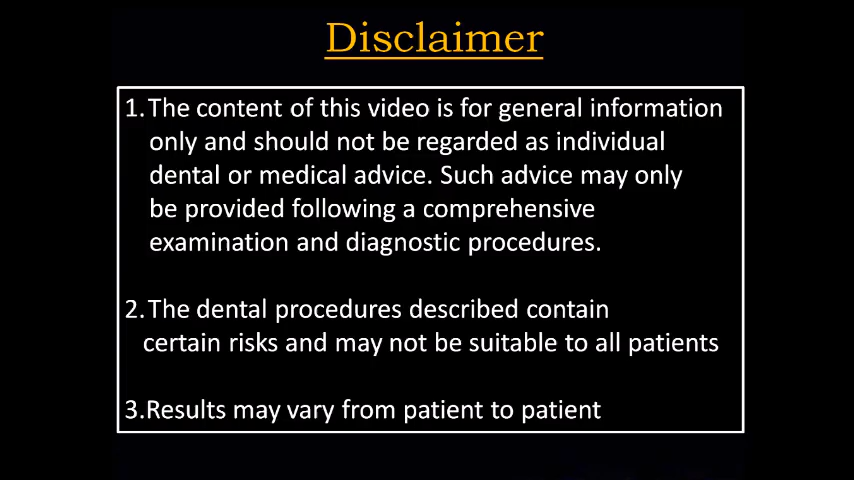 Disclaimer
1.The content of this video is for general information
only and should not be regarded as individual
dental or medical advice. Such advice may only
be provided following a comprehensive
examination and diagnostic procedures.
2.The dental procedures described contain
certain risks and may not be suitable to all patients
3.Results may vary from patient to patient